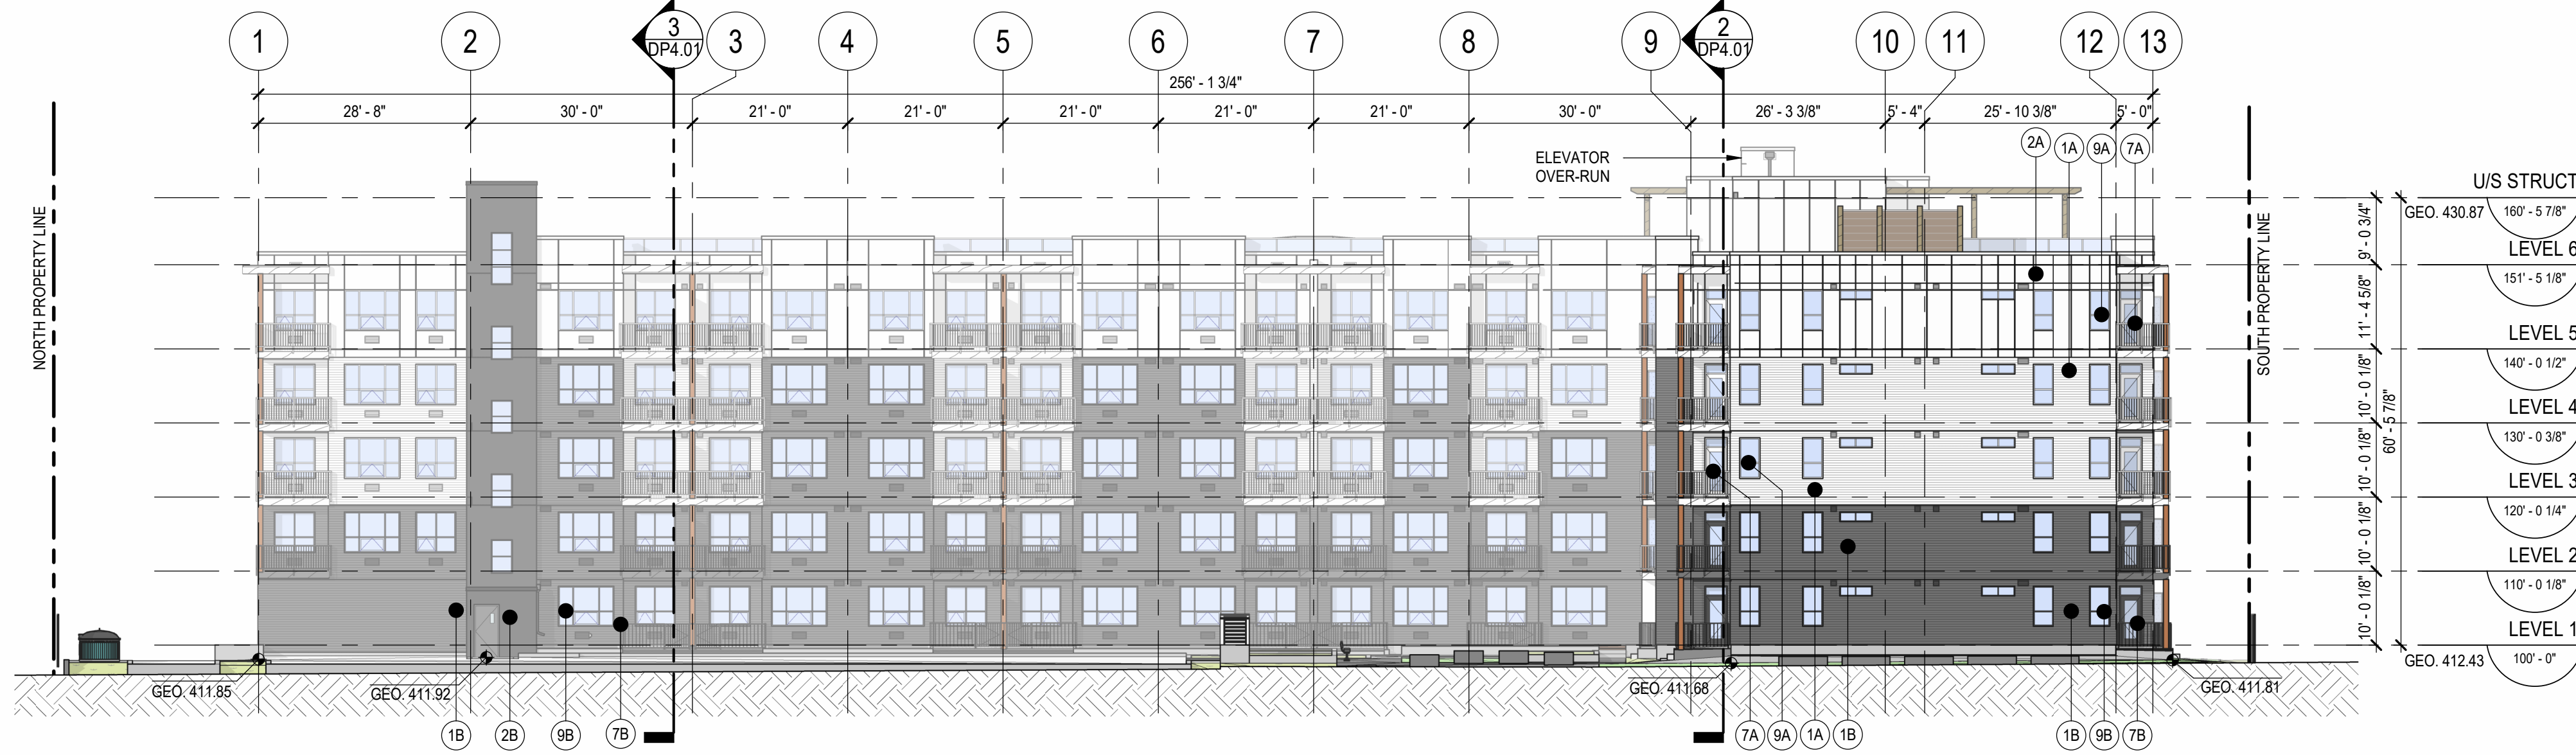 1 2 3 DP4.01 3 4 5 6 7 8 9 2 DP4.01 10 11 12 13
256' - 1 3/4"
28' - 8" 30' - 0" 21' - 0" 21' - 0" 21' - 0" 21' - 0" 21' - 0" 30' - 0" 26' - 3 3/8" 5' - 4" 25' - 10 3/8" 5' - 0"
2A 1A 9A 7A
ELEVATOR
OVER-RUN
NORTH PROPERTY LINE
SOUTH PROPERTY LINE
U/S STRUCT
GEO. 430.87 160' - 5 7/8"
9' - 0 3/4"
LEVEL 6
151' - 5 1/8"
111' - 4 5/8"
LEVEL 5
140' - 0 1/2"
10' - 0 1/8"
60' - 5 7/8"
LEVEL 4
130' - 0 3/8"
10' - 0 1/8"
LEVEL 3
120' - 0 1/4"
10' - 0 1/8"
LEVEL 2
110' - 0 1/8"
10' - 0 1/8"
LEVEL 1
GEO. 412.43 100' - 0"
GEO. 411.85 GEO. 411.92 GEO. 411.68 GEO. 411.81
1B 2B 9B 7B 7A 9A 1A 1B 1B 9B 7B